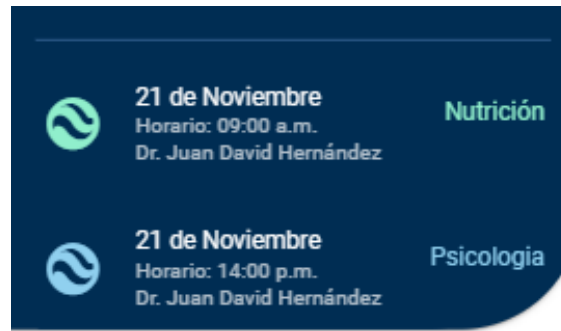 21 de Noviembre
Nutrición
Horario: 09:00 a.m.
Dr. Juan David Hernández
21 de Noviembre
Psicologia
Horario: 14:00 p.m.
Dr. Juan David Hernández